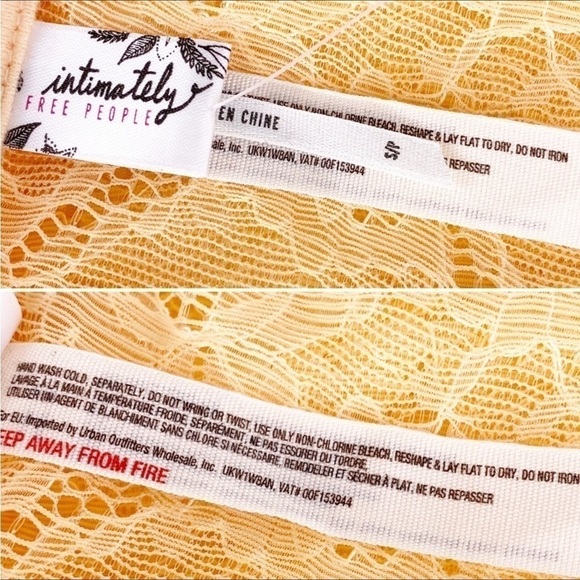 intimately
FREE PEOPLE
EN CHINE
S/P
USE ONLY NON-CHLORINE BLEACH, RESHAPE & LAY FLAT TO DRY, DO NOT IRON
REPASSER
Inc. UKW1W8AN, VAT# 00F153944
HAND WASH COLD, SEPARATELY, DO NOT WRING OR TWIST, USE ONLY NON-CHLORINE BLEACH, RESHAPE & LAY FLAT TO DRY, DO NOT IRON
LAVAGE À LA MAIN À TEMPÉRATURE FROIDE SÉPARÉMENT, NE PAS ESSORER OU TORDRE.
UTILISER UN AGENT DE BLANCHIMENT SANS CHLORE SI NECESSAIRE, REMODELER ET SÉCHER À PLAT, NE PAS REPASSER
For EU: Imported by Urban Outfitters Wholesale, Inc. UKW1W8AN, VAT# 00F153944
EEP AWAY FROM FIRE